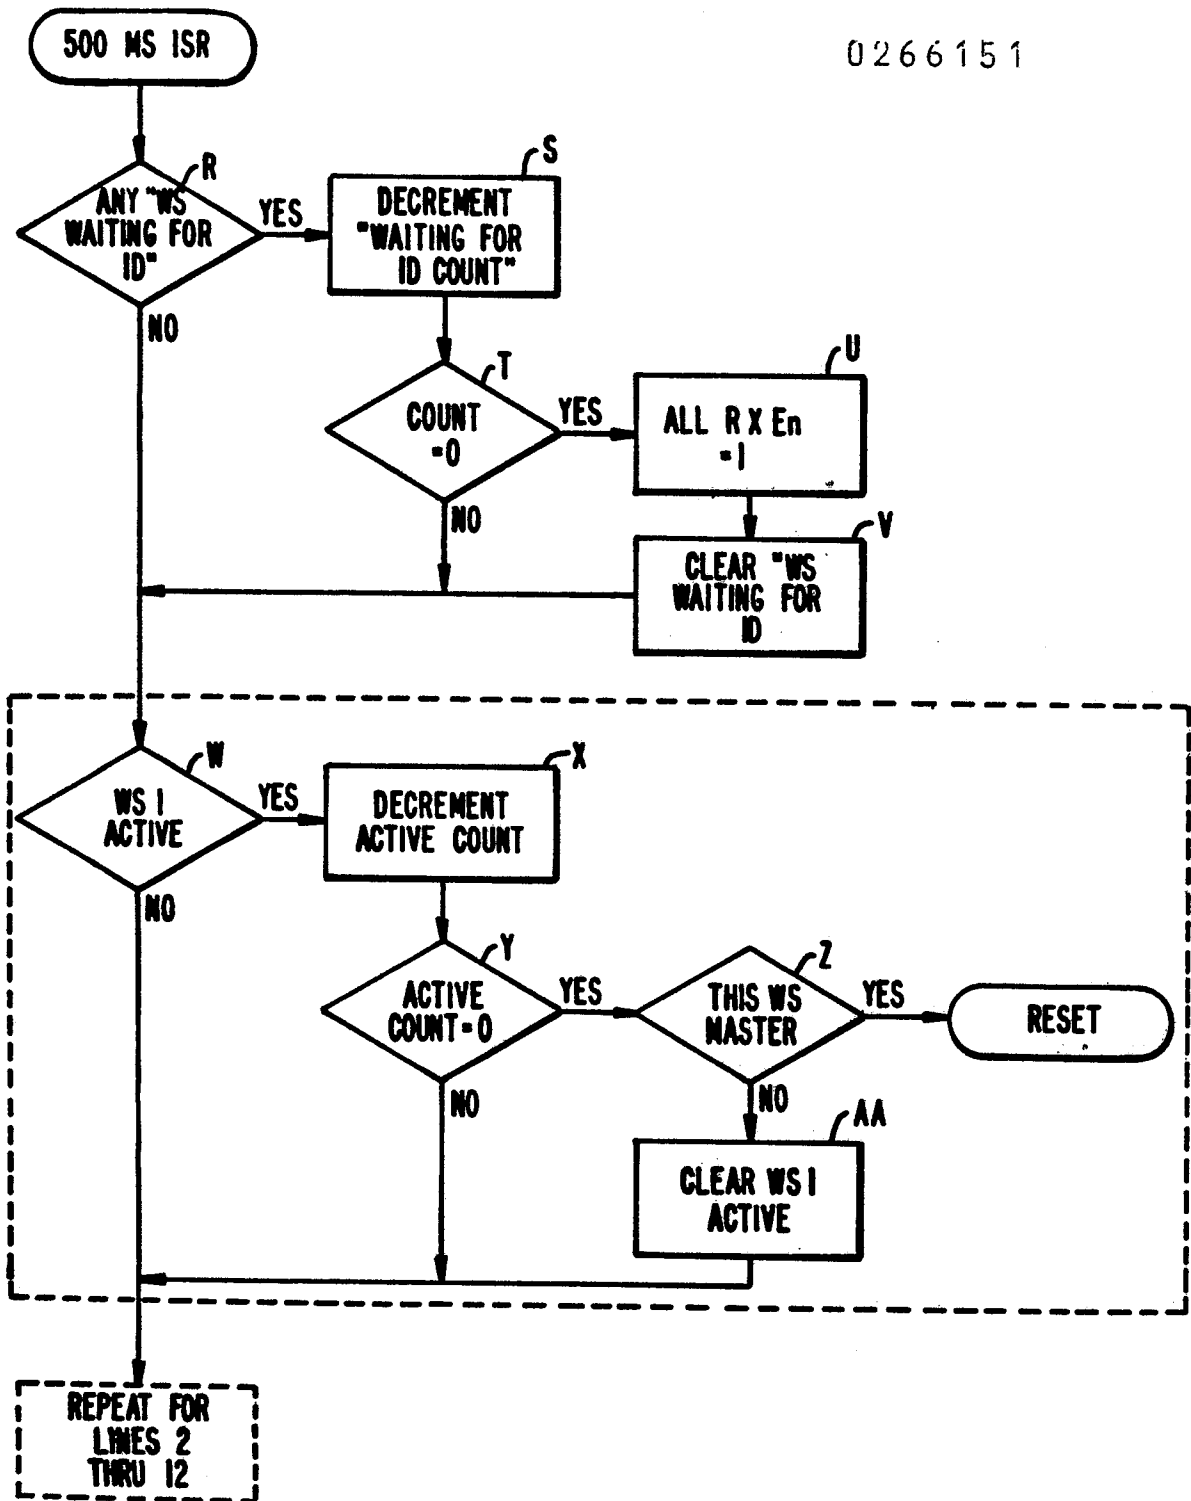 500 MS ISR
0266151
R
ANY "WS
WAITING FOR
ID"
YES
NO
S
DECREMENT
"WAITING FOR
ID COUNT"
T
COUNT
=0
YES
NO
U
ALL R X En
=1
V
CLEAR "WS
WAITING FOR
ID
W
WS 1
ACTIVE
YES
NO
X
DECREMENT
ACTIVE COUNT
Y
ACTIVE
COUNT=0
YES
NO
Z
THIS WS
MASTER
YES
NO
RESET
AA
CLEAR WS 1
ACTIVE
REPEAT FOR
LINES 2
THRU 12